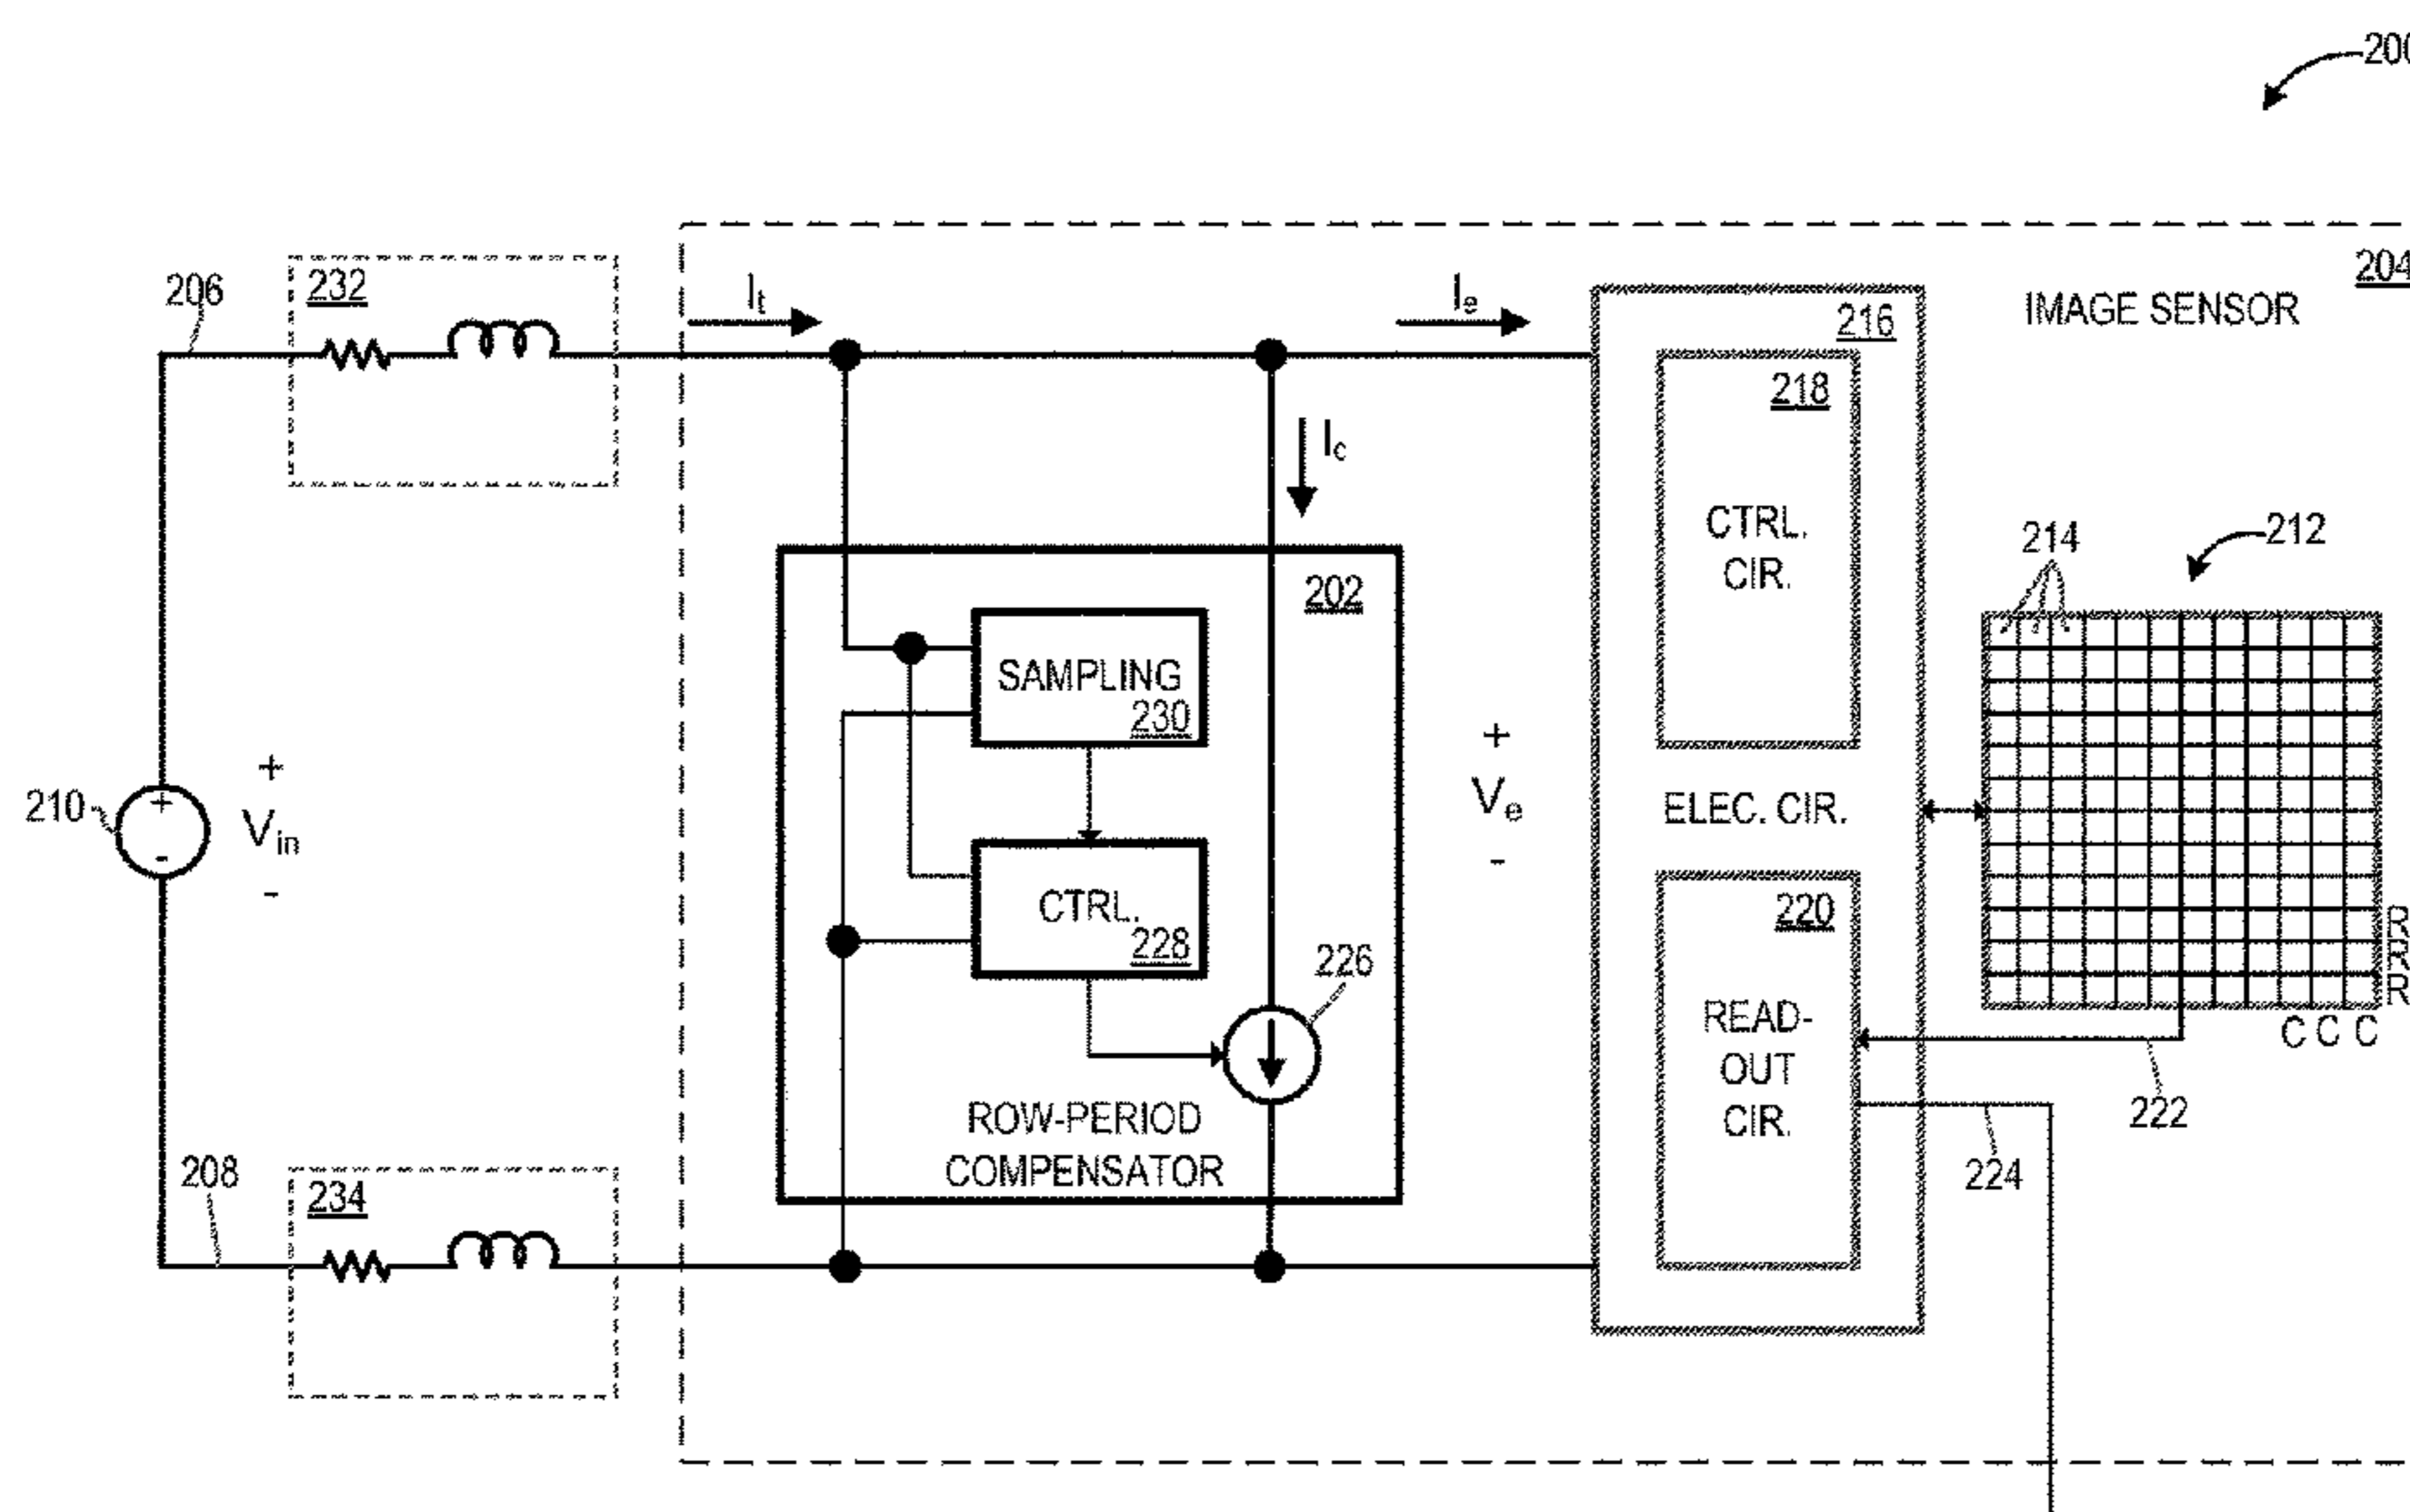 200
204
IMAGE SENSOR
206
232
It
Ie
216
218
CTRL.
CIR.
Ic
212
214
202
SAMPLING
230
+
Ve
-
ELEC. CIR.
210
+
-
+
Vin
-
CTRL.
228
226
220
READ-
OUT
CIR.
R
R
R
C C C
222
224
ROW-PERIOD
COMPENSATOR
208
234